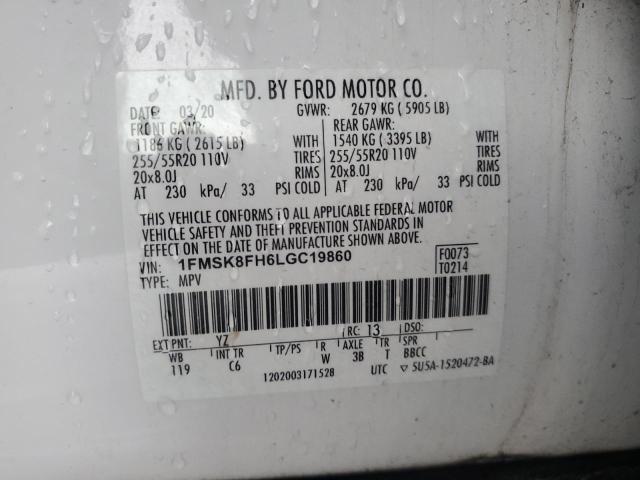 MFD. BY FORD MOTOR CO.
DATE: 03/20 GVWR: 2679 KG ( 5905 LB)
FRONT GAWR: REAR GAWR:
1186 KG ( 2615 LB) WITH 1540 KG ( 3395 LB) WITH
255/55R20 110V TIRES 255/55R20 110V TIRES
20x8.0J RIMS 20x8.0J RIMS
AT 230 kPa/ 33 PSI COLD AT 230 kPa/ 33 PSI COLD
THIS VEHICLE CONFORMS TO ALL APPLICABLE FEDERAL MOTOR
VEHICLE SAFETY AND THEFT PREVENTION STANDARDS IN
EFFECT ON THE DATE OF MANUFACTURE SHOWN ABOVE.
VIN: 1FMSK8FH6LGC19860 F0073
TYPE: MPV T0214
EXT PNT: YZ RC: 13 DSO:
WB INT TR TP/PS R AXLE TR SPR
119 C6 W 3B T BBCC
1202003171528 UTC ▽ 5U5A-1520472-BA